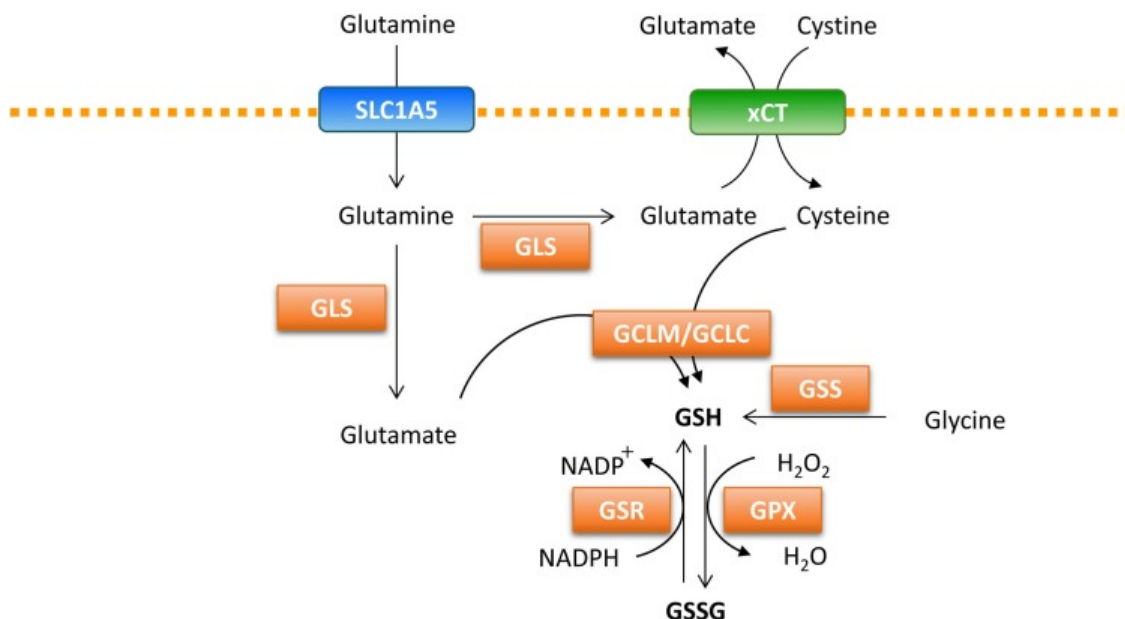 Glutamine
Glutamate Cystine
SLC1A5 xCT
Glutamine Glutamate Cysteine
GLS
GLS
GCLM/GCLC
GSS
GSH Glycine
Glutamate
NADP+ H2O2
GSR GPX
NADPH H2O
GSSG